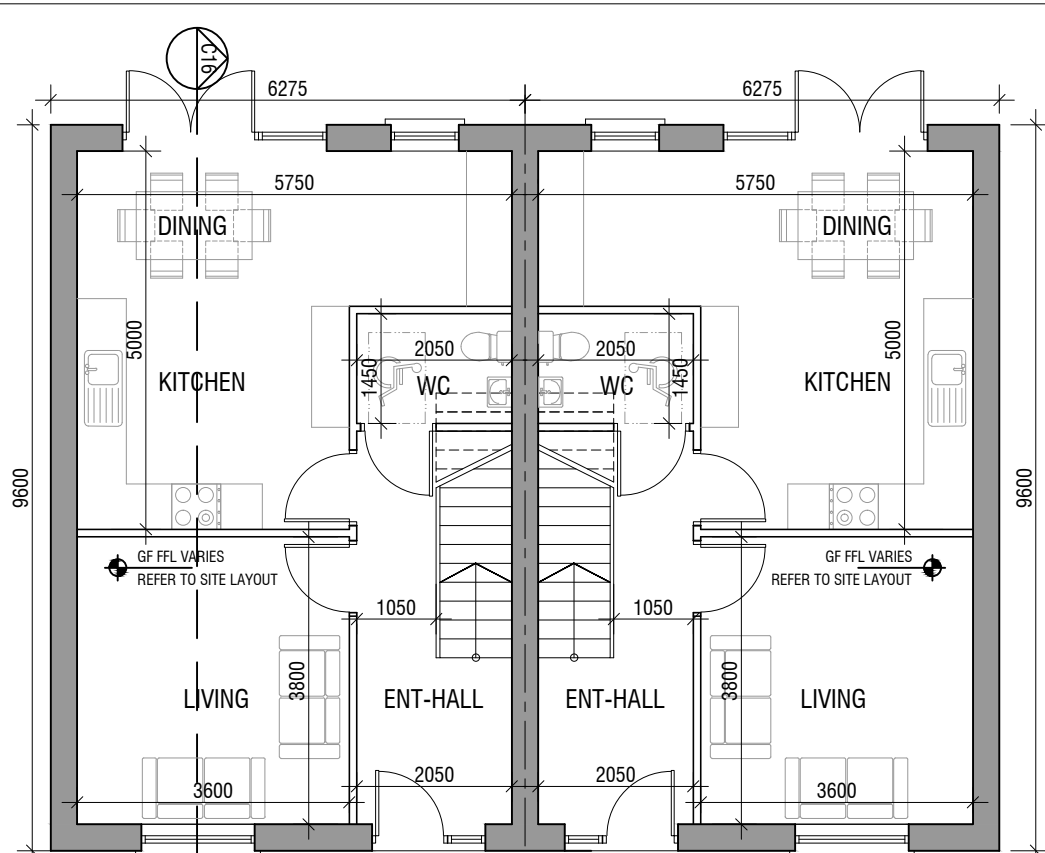 C16
6275
6275
5750
5750
DINING
DINING
5000
5000
2050
2050
1450
1450
KITCHEN
WC
WC
KITCHEN
9600
9600
GF FFL VARIES
REFER TO SITE LAYOUT
GF FFL VARIES
REFER TO SITE LAYOUT
1050
1050
3800
3800
LIVING
ENT-HALL
ENT-HALL
LIVING
2050
2050
3600
3600